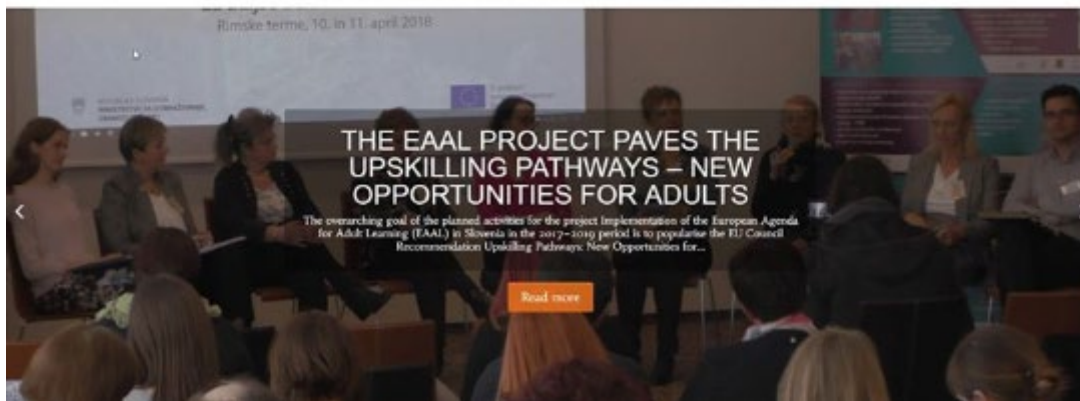 Rimske terme, 10. in 11. april 2018
THE EAAL PROJECT PAVES THE
UPSKILLING PATHWAYS – NEW
OPPORTUNITIES FOR ADULTS
The overarching goal of the planned activities for the project Implementation of the European Agenda
for Adult Learning (EAAL) in Slovenia in the 2017–2019 period is to popularise the EU Council
Recommendation Upskilling Pathways: New Opportunities for...
Read more